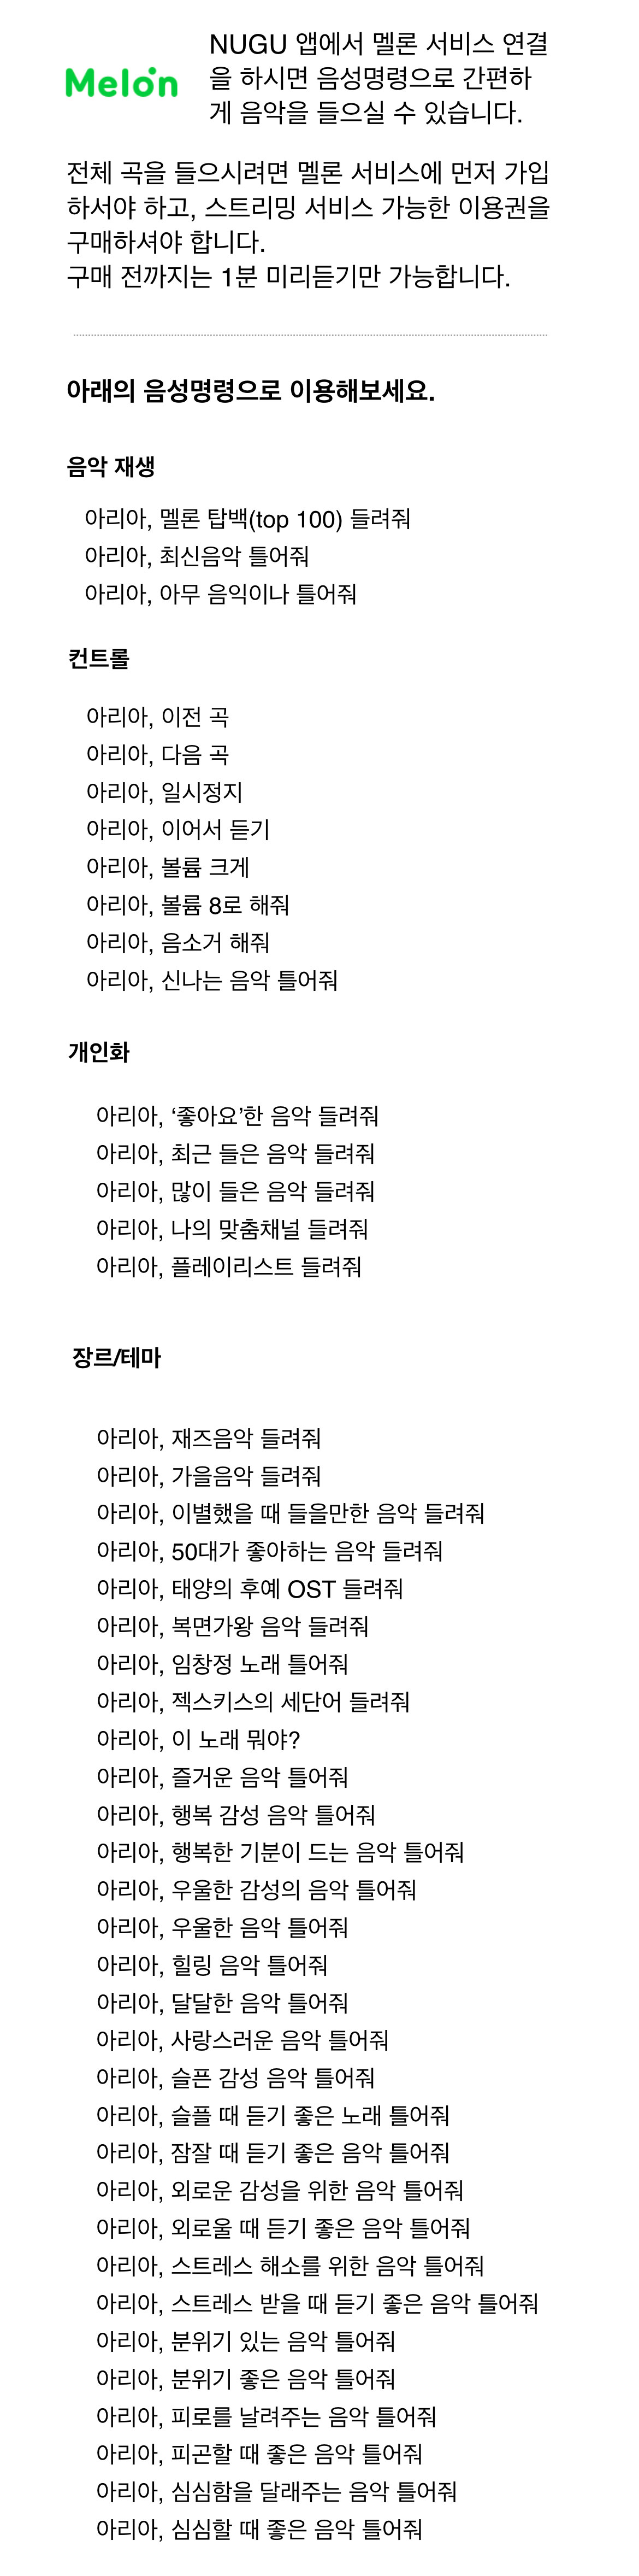 Melon
NUGU 앱에서 멜론 서비스 연결
을 하시면 음성명령으로 간편하
게 음악을 들으실 수 있습니다.
전체 곡을 들으시려면 멜론 서비스에 먼저 가입
하서야 하고, 스트리밍 서비스 가능한 이용권을
구매하셔야 합니다.
구매 전까지는 1분 미리듣기만 가능합니다.
아래의 음성명령으로 이용해보세요.
음악 재생
아리아, 멜론 탑백(top 100) 들려줘
아리아, 최신음악 틀어줘
아리아, 아무 음익이나 틀어줘
컨트롤
아리아, 이전 곡
아리아, 다음 곡
아리아, 일시정지
아리아, 이어서 듣기
아리아, 볼륨 크게
아리아, 볼륨 8로 해줘
아리아, 음소거 해줘
아리아, 신나는 음악 틀어줘
개인화
아리아, ‘좋아요’한 음악 들려줘
아리아, 최근 들은 음악 들려줘
아리아, 많이 들은 음악 들려줘
아리아, 나의 맞춤채널 들려줘
아리아, 플레이리스트 들려줘
장르/테마
아리아, 재즈음악 들려줘
아리아, 가을음악 들려줘
아리아, 이별했을 때 들을만한 음악 들려줘
아리아, 50대가 좋아하는 음악 들려줘
아리아, 태양의 후예 OST 들려줘
아리아, 복면가왕 음악 들려줘
아리아, 임창정 노래 틀어줘
아리아, 젝스키스의 세단어 들려줘
아리아, 이 노래 뭐야?
아리아, 즐거운 음악 틀어줘
아리아, 행복 감성 음악 틀어줘
아리아, 행복한 기분이 드는 음악 틀어줘
아리아, 우울한 감성의 음악 틀어줘
아리아, 우울한 음악 틀어줘
아리아, 힐링 음악 틀어줘
아리아, 달달한 음악 틀어줘
아리아, 사랑스러운 음악 틀어줘
아리아, 슬픈 감성 음악 틀어줘
아리아, 슬플 때 듣기 좋은 노래 틀어줘
아리아, 잠잘 때 듣기 좋은 음악 틀어줘
아리아, 외로운 감성을 위한 음악 틀어줘
아리아, 외로울 때 듣기 좋은 음악 틀어줘
아리아, 스트레스 해소를 위한 음악 틀어줘
아리아, 스트레스 받을 때 듣기 좋은 음악 틀어줘
아리아, 분위기 있는 음악 틀어줘
아리아, 분위기 좋은 음악 틀어줘
아리아, 피로를 날려주는 음악 틀어줘
아리아, 피곤할 때 좋은 음악 틀어줘
아리아, 심심함을 달래주는 음악 틀어줘
아리아, 심심할 때 좋은 음악 틀어줘